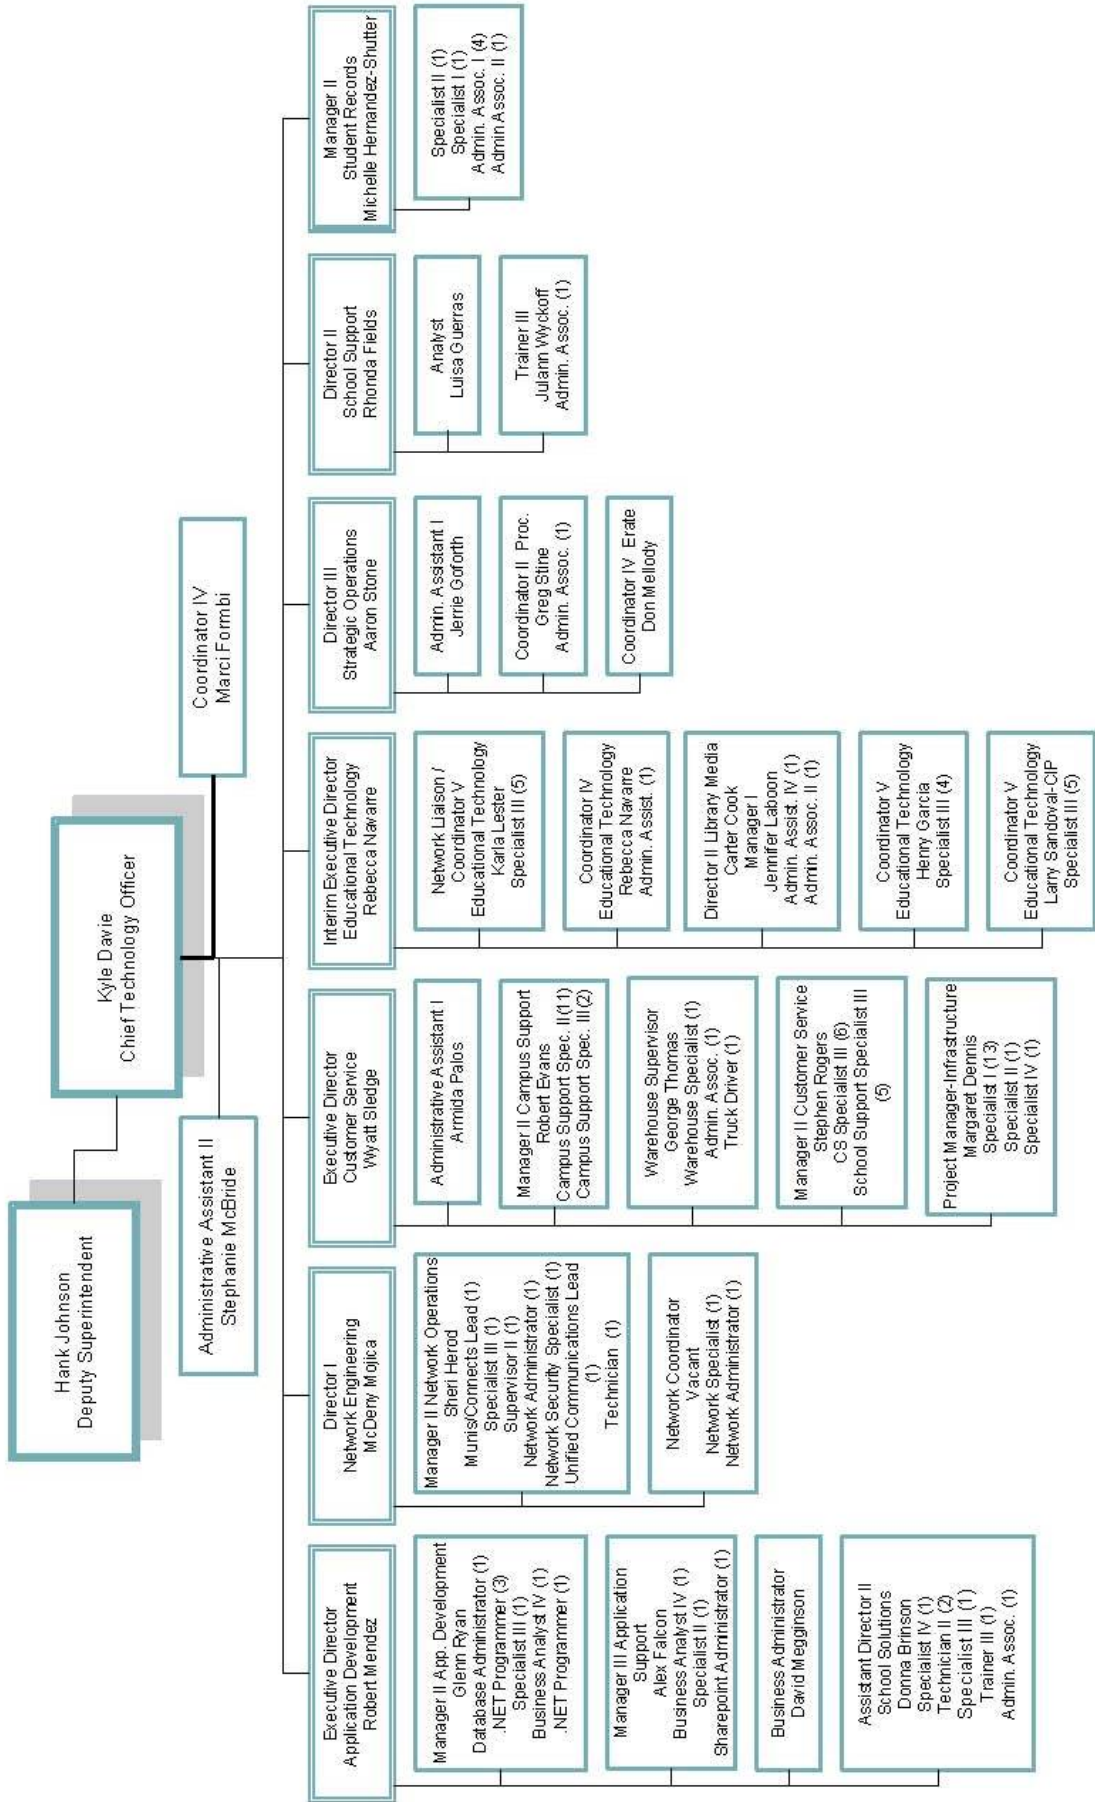 Hank Johnson
Deputy Superintendent
Kyle Davie
Chief Technology Officer
Administrative Assistant II
Stephanie McBride
Coordinator IV
Marci Formbi
Executive Director
Application Development
Robert Mendez
Manager II App. Development
Glenn Ryan
Database Administrator (1)
.NET Programmer (3)
Specialist III (1)
Business Analyst IV (1)
.NET Programmer (1)
Manager III Application
Support
Alex Falcon
Business Analyst IV (1)
Specialist II (1)
Sharepoint Administrator (1)
Business Administrator
David Megginson
Assistant Director II
School Solutions
Donna Brinson
Specialist IV (1)
Technician II (2)
Specialist III (1)
Trainer III (1)
Admin. Assoc. (1)
Director I
Network Engineering
McDeny Mojica
Manager II Network Operations
Sheri Herod
Munis/Connects Lead (1)
Specialist III (1)
Supervisor II (1)
Network Administrator (1)
Network Security Specialist (1)
Unified Communications Lead
(1)
Technician (1)
Network Coordinator
Vacant
Network Specialist (1)
Network Administrator (1)
Executive Director
Customer Service
Wyatt Sledge
Administrative Assistant I
Armida Palos
Manager II Campus Support
Robert Evans
Campus Support Spec. II(11)
Campus Support Spec. III(2)
Warehouse Supervisor
George Thomas
Warehouse Specialist (1)
Admin. Assoc. (1)
Truck Driver (1)
Manager II Customer Service
Stephen Rogers
CS Specialist III (6)
School Support Specialist III
(5)
Project Manager-Infrastructure
Margaret Dennis
Specialist I (13)
Specialist II (1)
Specialist IV (1)
Interim Executive Director
Educational Technology
Rebecca Navarre
Network Liaison /
Coordinator V
Educational Technology
Karla Lester
Specialist III (5)
Coordinator IV
Educational Technology
Rebecca Navarre
Admin. Assist. (1)
Director II Library Media
Carter Cook
Manager I
Jennifer Laboon
Admin. Assist. IV (1)
Admin. Assoc. II (1)
Coordinator V
Educational Technology
Henry Garcia
Specialist III (4)
Coordinator V
Educational Technology
Larry Sandoval-CIP
Specialist III (5)
Director III
Strategic Operations
Aaron Stone
Admin. Assistant I
Jerrie Goforth
Coordinator II Proc.
Greg Stine
Admin. Assoc. (1)
Coordinator IV Erate
Don Mellody
Director II
School Support
Rhonda Fields
Analyst
Luisa Guerras
Trainer III
Julann Wyckoff
Admin. Assoc. (1)
Manager II
Student Records
Michelle Hernandez-Shutter
Specialist II (1)
Specialist I (1)
Admin. Assoc. I (4)
Admin Assoc. II (1)